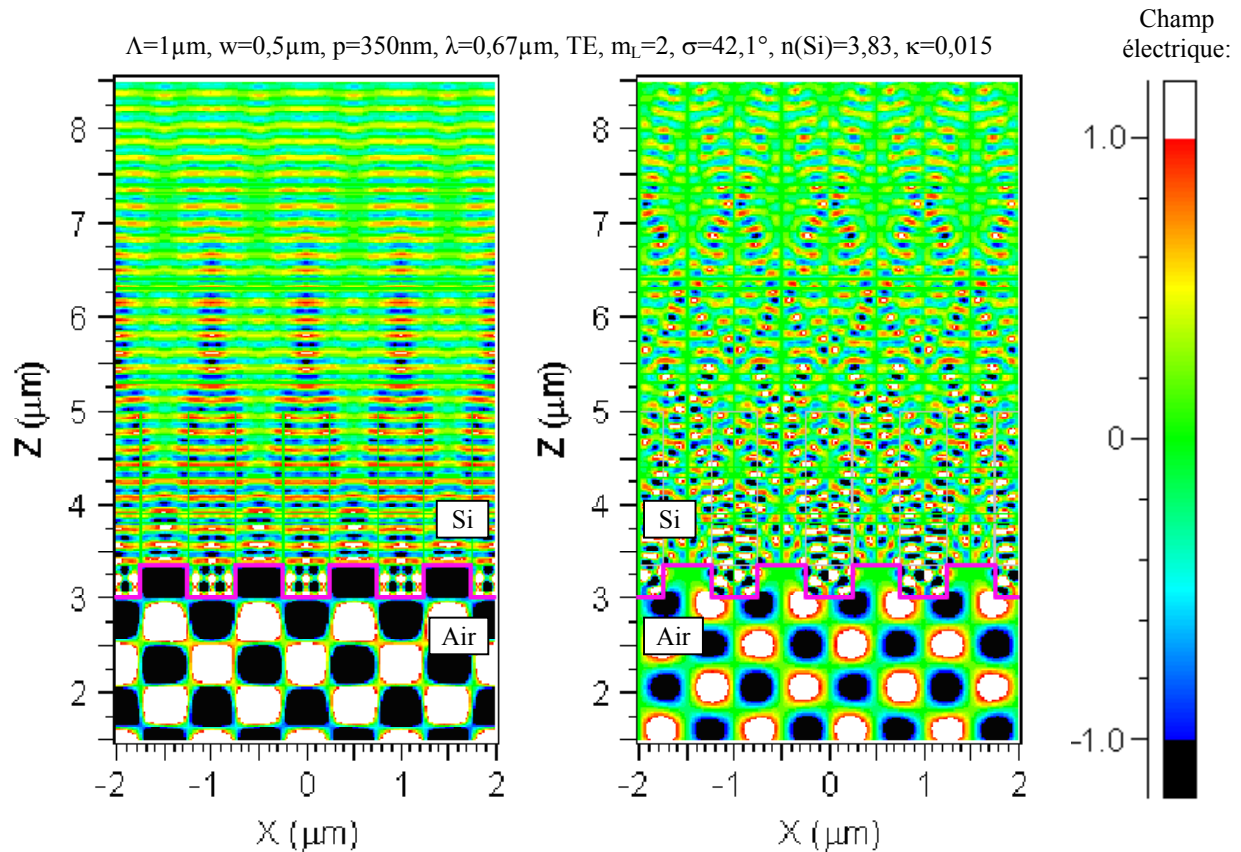 Λ=1µm, w=0,5µm, p=350nm, λ=0,67µm, TE, mL=2, σ=42,1°, n(Si)=3,83, κ=0,015
Champ
électrique:
8
7
6
5
4
3
2
Z (µm)
Si
Air
-2
-1
0
1
2
X (µm)
8
7
6
5
4
3
2
Z (µm)
Si
Air
-2
-1
0
1
2
X (µm)
1.0
0
-1.0